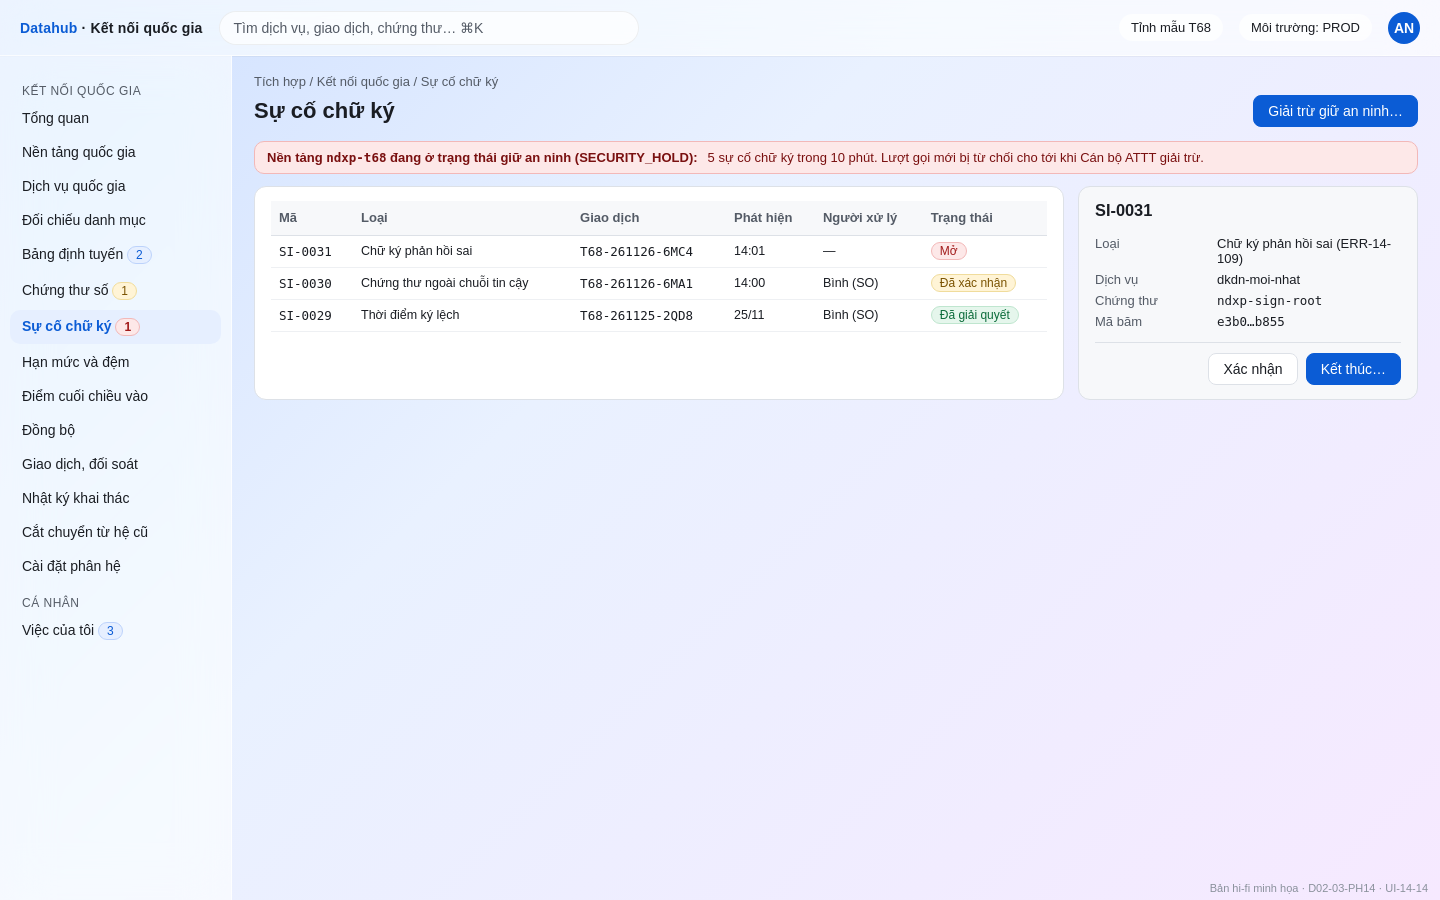 Datahub · Kết nối quốc gia
Tìm dịch vụ, giao dịch, chứng thư… ⌘K
Tỉnh mẫu T68
Môi trường: PROD
AN
KẾT NỐI QUỐC GIA
Tổng quan
Nền tảng quốc gia
Dịch vụ quốc gia
Đối chiếu danh mục
Bảng định tuyến 2
Chứng thư số 1
Sự cố chữ ký 1
Hạn mức và đệm
Điểm cuối chiều vào
Đồng bộ
Giao dịch, đối soát
Nhật ký khai thác
Cắt chuyển từ hệ cũ
Cài đặt phân hệ
CÁ NHÂN
Việc của tôi 3
Tích hợp / Kết nối quốc gia / Sự cố chữ ký
Sự cố chữ ký
Giải trừ giữ an ninh…
Nền tảng ndxp-t68 đang ở trạng thái giữ an ninh (SECURITY_HOLD): 5 sự cố chữ ký trong 10 phút. Lượt gọi mới bị từ chối cho tới khi Cán bộ ATTT giải trừ.
Mã Loại Giao dịch Phát hiện Người xử lý Trạng thái
SI-0031 Chữ ký phản hồi sai T68-261126-6MC4 14:01 — Mở
SI-0030 Chứng thư ngoài chuỗi tin cậy T68-261126-6MA1 14:00 Bình (SO) Đã xác nhận
SI-0029 Thời điểm ký lệch T68-261125-2QD8 25/11 Bình (SO) Đã giải quyết
SI-0031
Loại Chữ ký phản hồi sai (ERR-14-
109)
Dịch vụ dkdn-moi-nhat
Chứng thư ndxp-sign-root
Mã băm e3b0…b855
Xác nhận
Kết thúc…
Bản hi-fi minh họa · D02-03-PH14 · UI-14-14